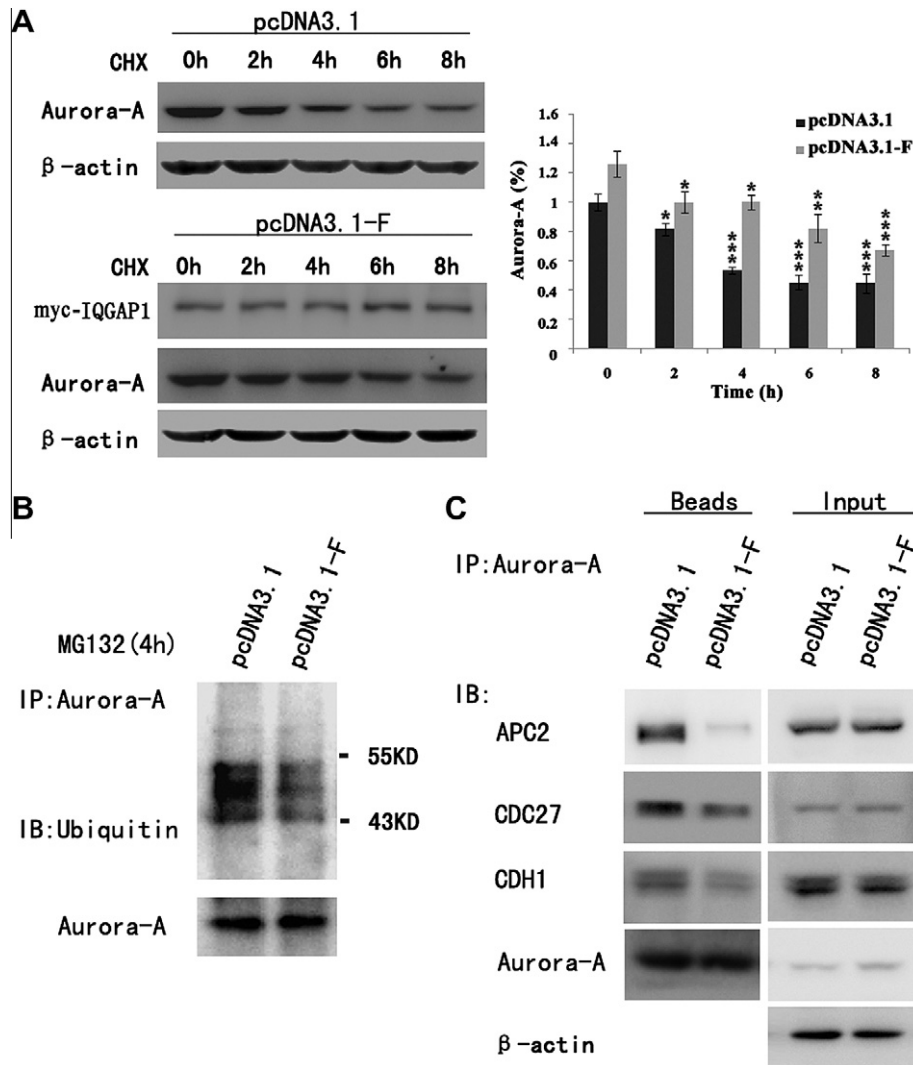 A
pcDNA3.1
CHX 0h 2h 4h 6h 8h
Aurora-A
β-actin
pcDNA3.1-F
CHX 0h 2h 4h 6h 8h
myc-IQGAP1
Aurora-A
β-actin
1.6
1.4
1.2
1
0.8
0.6
0.4
0.2
0
Aurora-A (%)
pcDNA3.1
pcDNA3.1-F
* * *** * *** ** *** ***
0 2 4 6 8
Time (h)
B
MG132(4h) pcDNA3.1 pcDNA3.1-F
IP:Aurora-A
- 55KD
IB:Ubiquitin - 43KD
Aurora-A
C
Beads Input
IP:Aurora-A pcDNA3.1 pcDNA3.1-F pcDNA3.1 pcDNA3.1-F
IB:
APC2
CDC27
CDH1
Aurora-A
β-actin